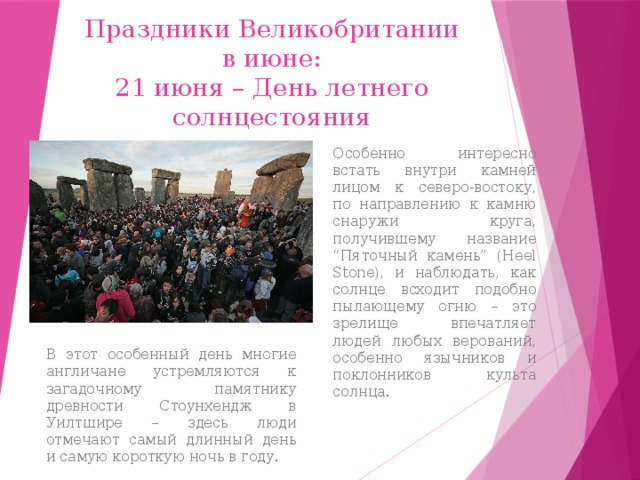 Праздники Великобритании
в июне:
21 июня – День летнего
солнцестояния
В этот особенный день многие
англичане устремляются к
загадочному памятнику
древности Стоунхендж в
Уилтшире – здесь люди
отмечают самый длинный день
и самую короткую ночь в году.
Особенно интересно
встать внутри камней
лицом к северо-востоку,
по направлению к камню
снаружи круга,
получившему название
“Пяточный камень” (Heel
Stone), и наблюдать, как
солнце всходит подобно
пылающему огню – это
зрелище впечатляет
людей любых верований,
особенно язычников и
поклонников культа
солнца.